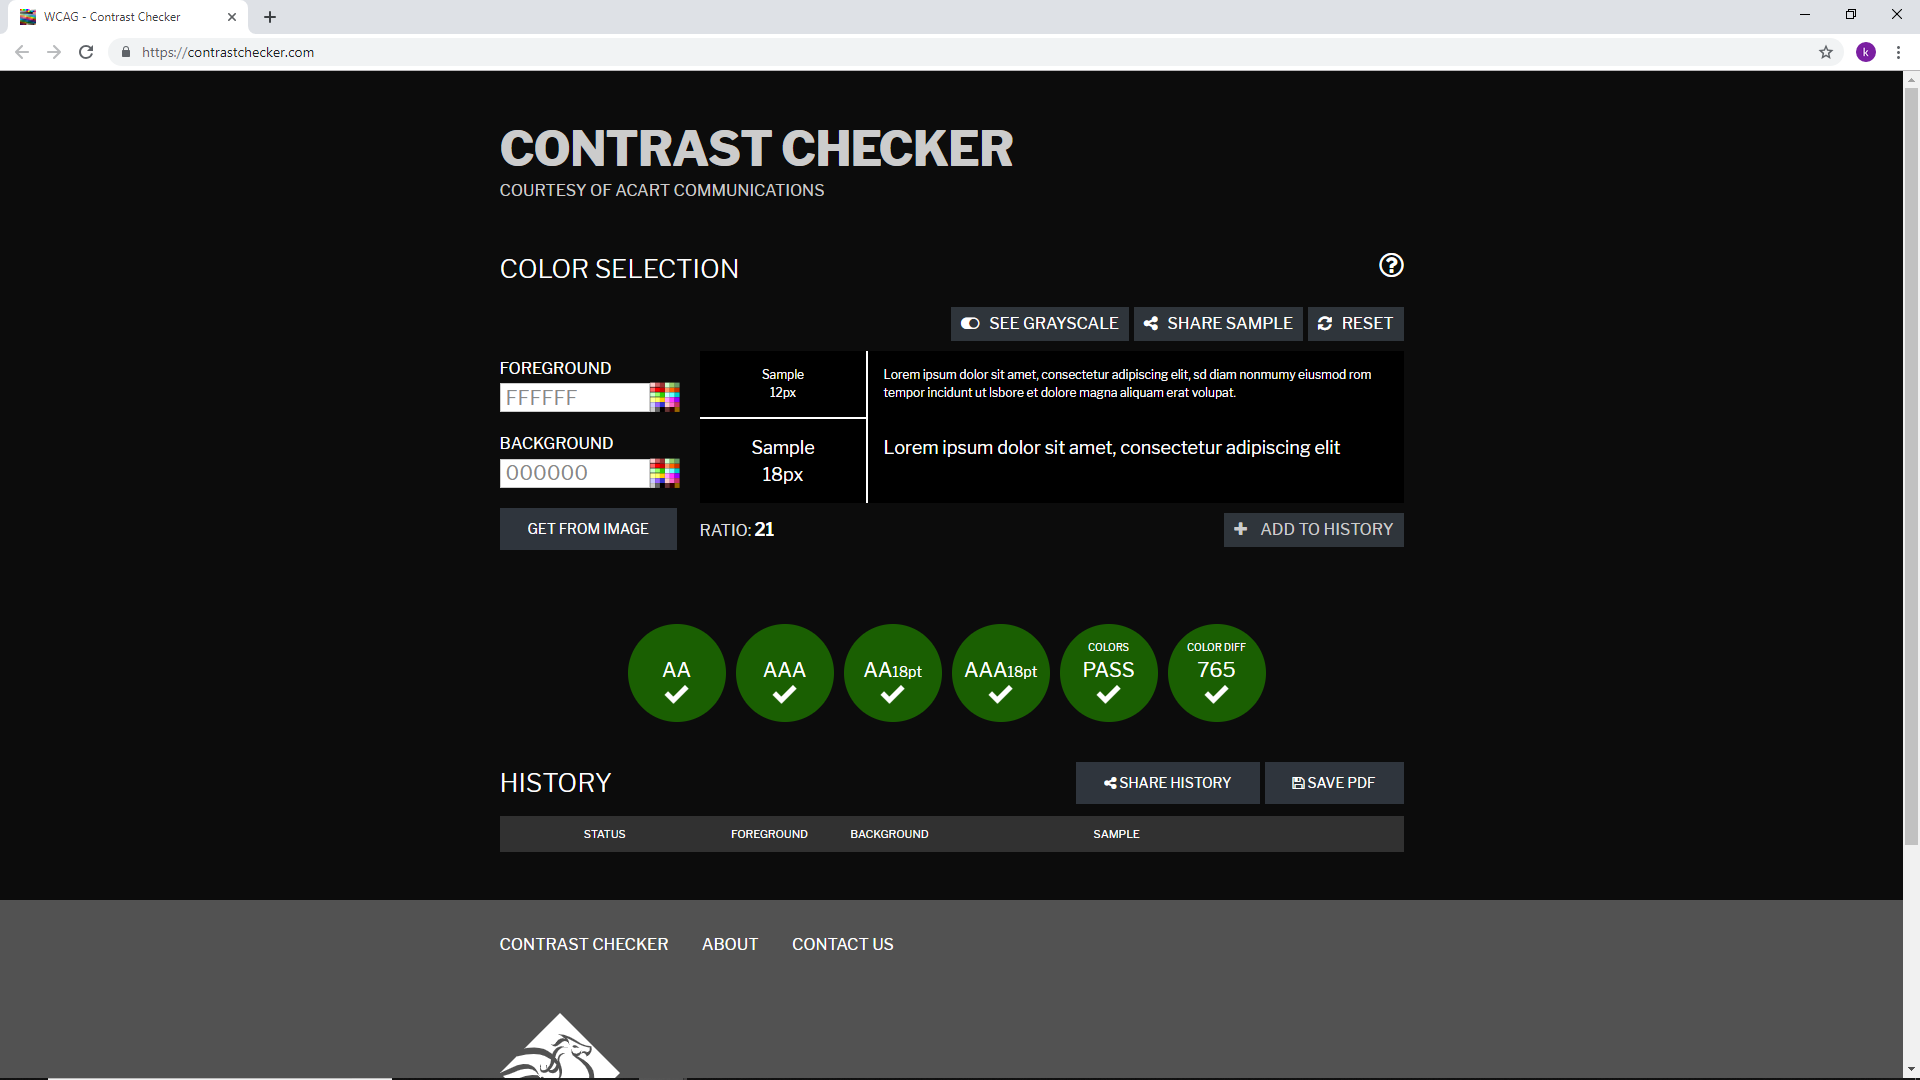 WCAG - Contrast Checker
https://contrastchecker.com
k
CONTRAST CHECKER
COURTESY OF ACART COMMUNICATIONS
COLOR SELECTION
SEE GRAYSCALE
SHARE SAMPLE
RESET
FOREGROUND
FFFFFF
BACKGROUND
000000
GET FROM IMAGE
Sample
12px
Lorem ipsum dolor sit amet, consectetur adipiscing elit, sd diam nonmumy eiusmod rom
tempor incidunt ut lsbore et dolore magna aliquam erat volupat.
Sample
18px
Lorem ipsum dolor sit amet, consectetur adipiscing elit
RATIO: 21
ADD TO HISTORY
AA
AAA
AA18pt
AAA18pt
COLORS
PASS
COLOR DIFF
765
HISTORY
SHARE HISTORY
SAVE PDF
STATUS
FOREGROUND
BACKGROUND
SAMPLE
CONTRAST CHECKER
ABOUT
CONTACT US